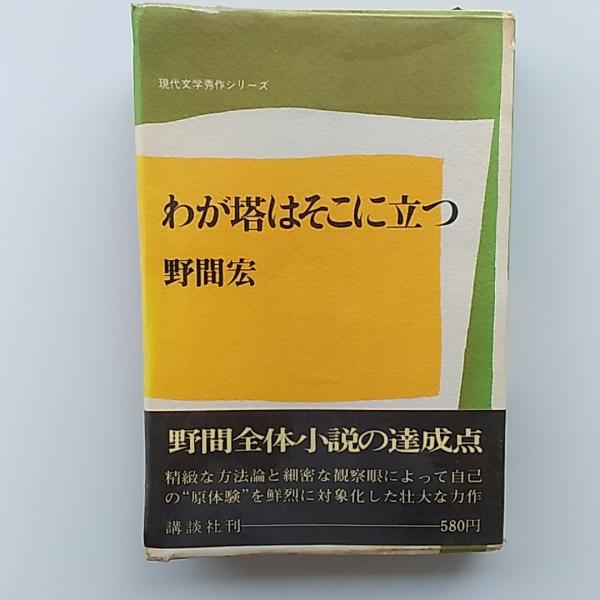 現代文学秀作シリーズ
わが塔はそこに立つ
野間宏
野間全体小説の達成点
精緻な方法論と細密な観察眼によって自己
の“原体験”を鮮烈に対象化した壮大な力作
講談社刊――580円